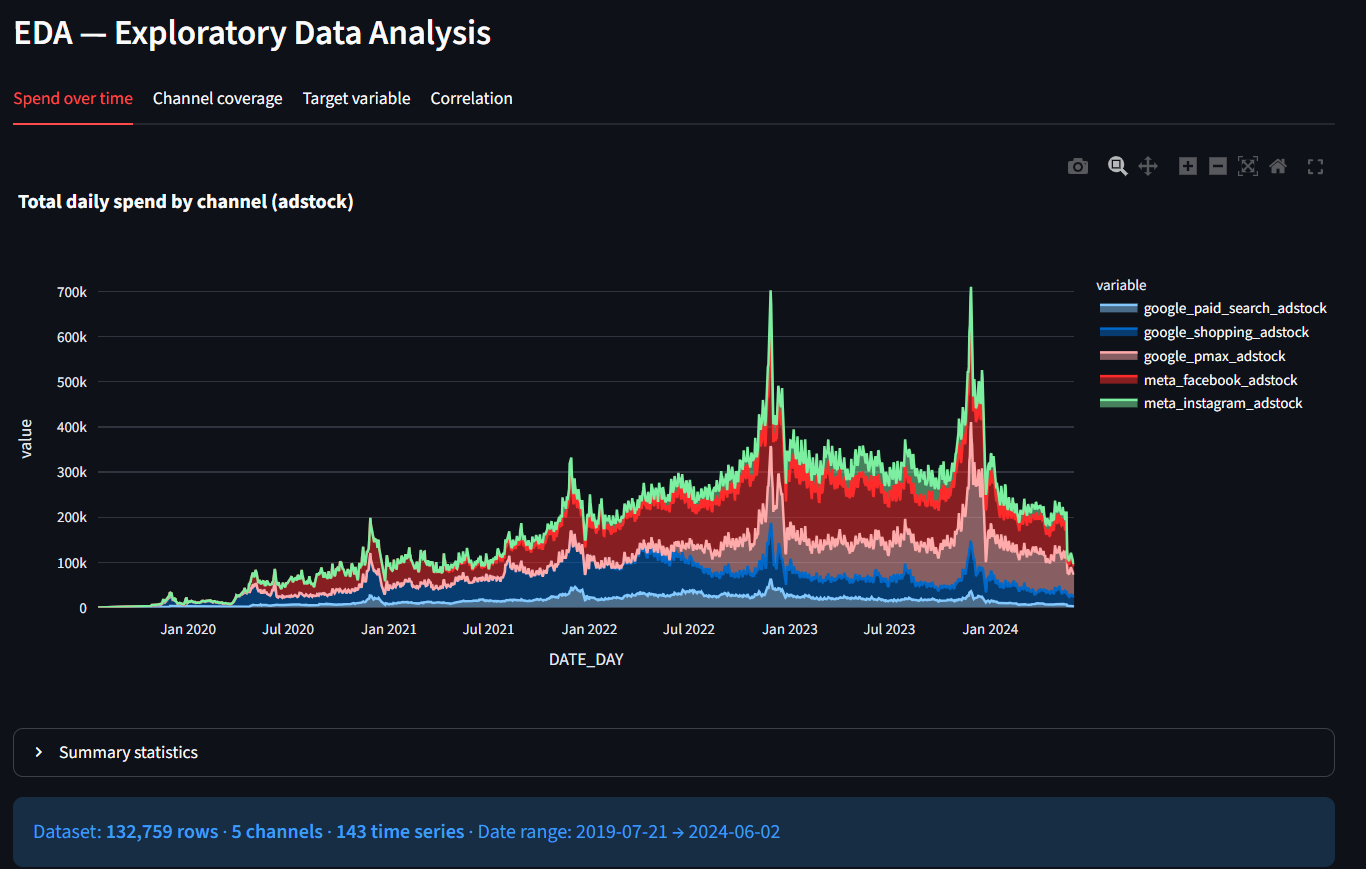 EDA — Exploratory Data Analysis
Spend over time Channel coverage Target variable Correlation
Total daily spend by channel (adstock)
variable
google_paid_search_adstock
google_shopping_adstock
google_pmax_adstock
meta_facebook_adstock
meta_instagram_adstock
value
700k
600k
500k
400k
300k
200k
100k
0
Jan 2020 Jul 2020 Jan 2021 Jul 2021 Jan 2022 Jul 2022 Jan 2023 Jul 2023 Jan 2024
DATE_DAY
Summary statistics
Dataset: 132,759 rows · 5 channels · 143 time series · Date range: 2019-07-21 → 2024-06-02